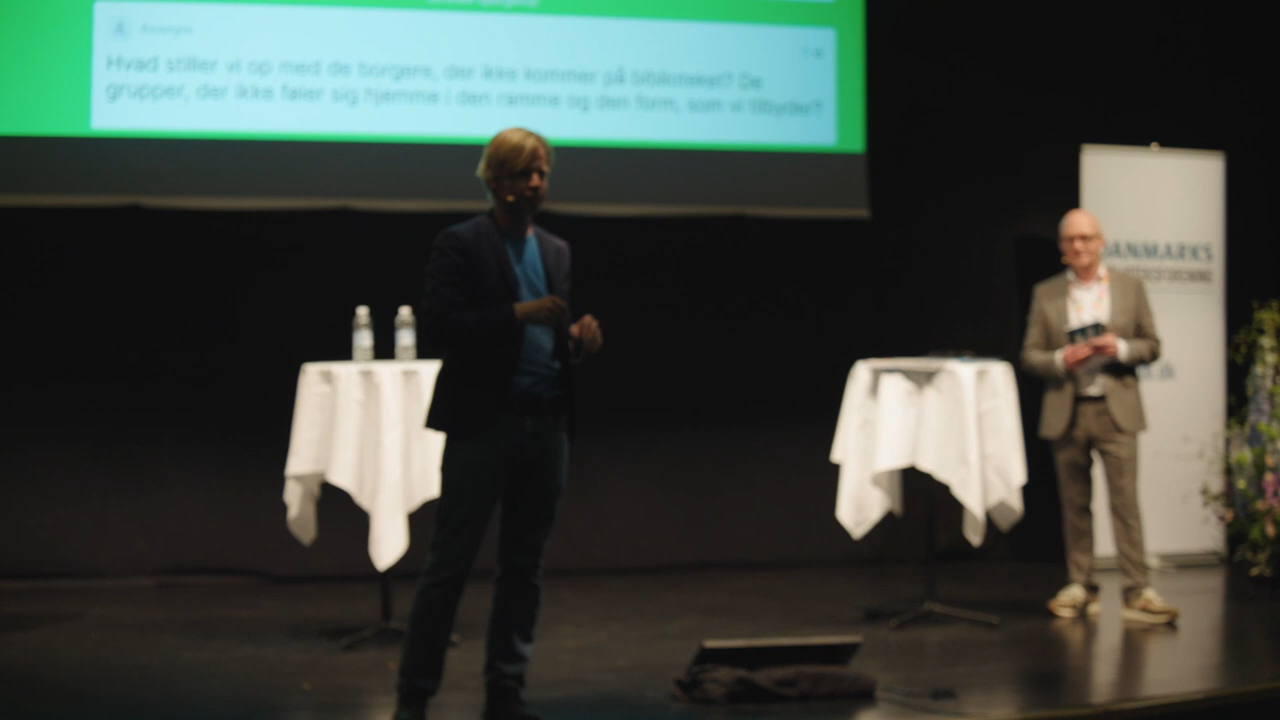 Anonym
Hvad stiller vi op med de borgere, der ikke kommer på biblioteket? De
grupper, der ikke føler sig hjemme i den ramme og den form, som vi tilbyder?
DANMARKS